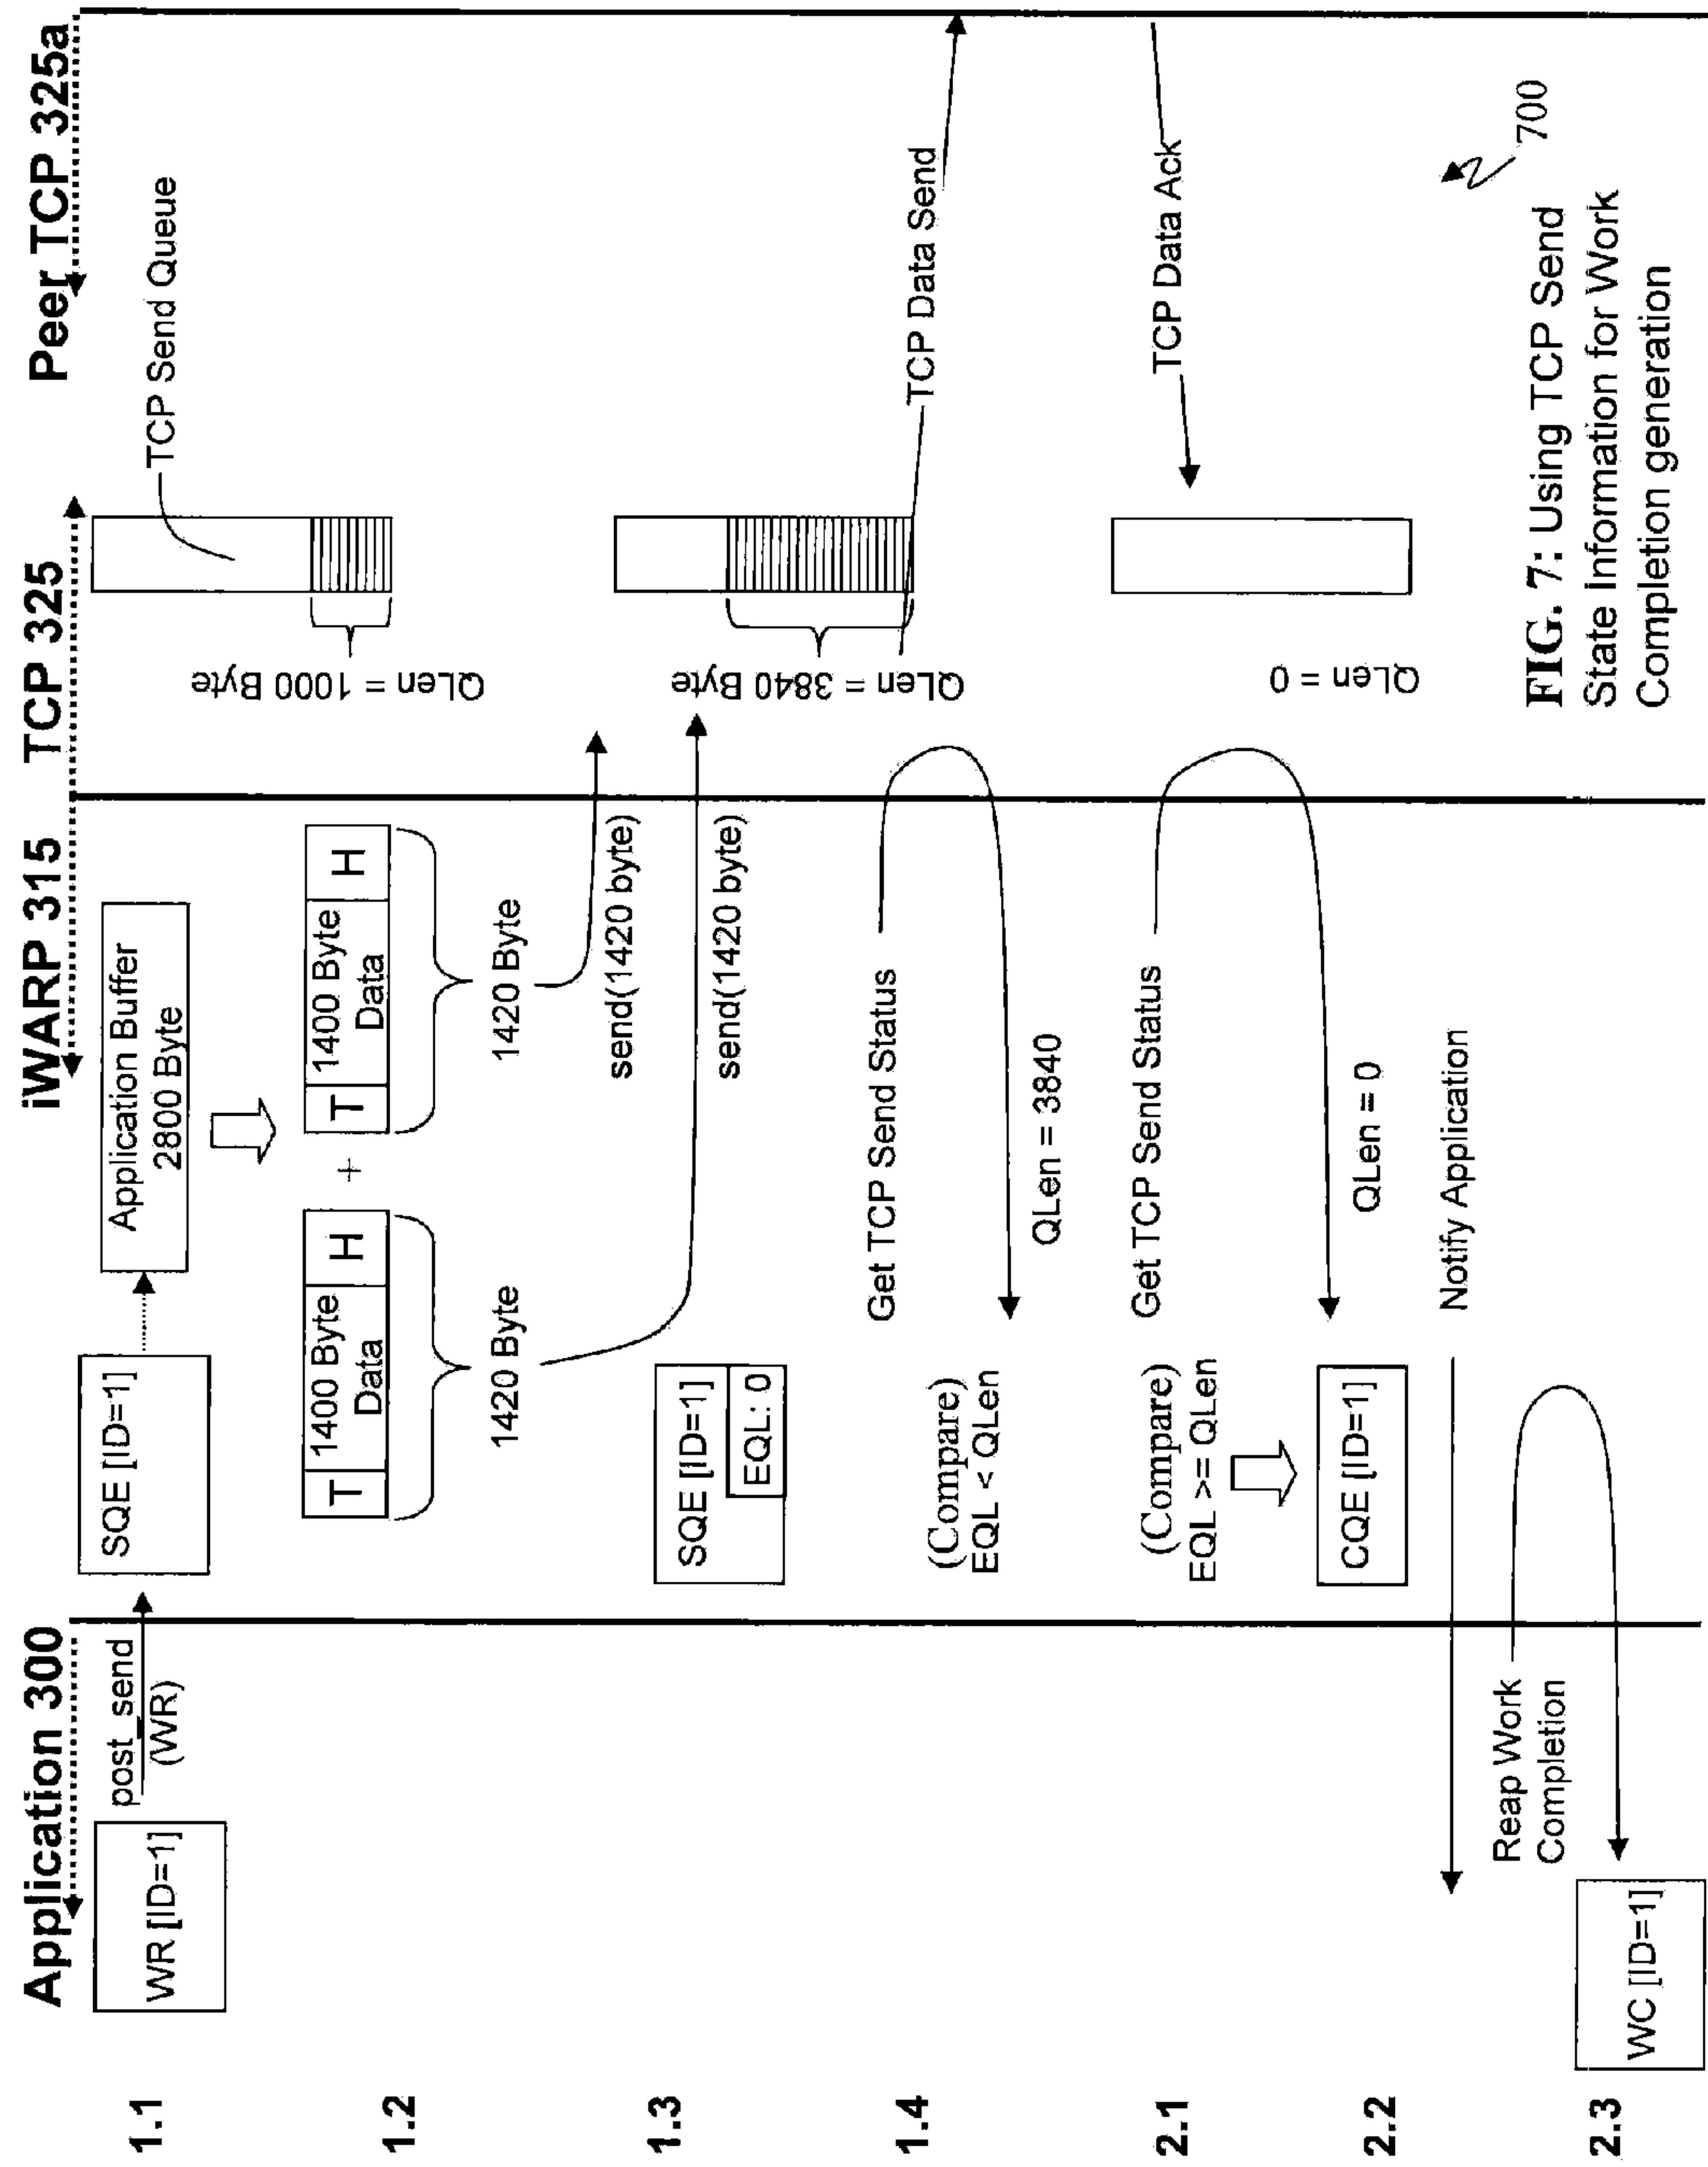 Application 300
iWARP 315
TCP 325
Peer TCP 325a
1.1
WR [ID=1]
post_send
(WR)
SQE [ID=1]
Application Buffer
2800 Byte
TCP Send Queue
QLen = 1000 Byte
1.2
T
1400 Byte
Data
H
+
T
1400 Byte
Data
H
1420 Byte
1420 Byte
send(1420 byte)
1.3
SQE [ID=1]
EQL: 0
send(1420 byte)
QLen = 3840 Byte
1.4
(Compare)
EQL < QLen
Get TCP Send Status
QLen = 3840
TCP Data Send
2.1
(Compare)
EQL >= QLen
Get TCP Send Status
TCP Data Ack
2.2
CQE [ID=1]
QLen = 0
QLen = 0
Notify Application
2.3
Reap Work
Completion
WC [ID=1]
700
FIG. 7: Using TCP Send
State Information for Work
Completion generation